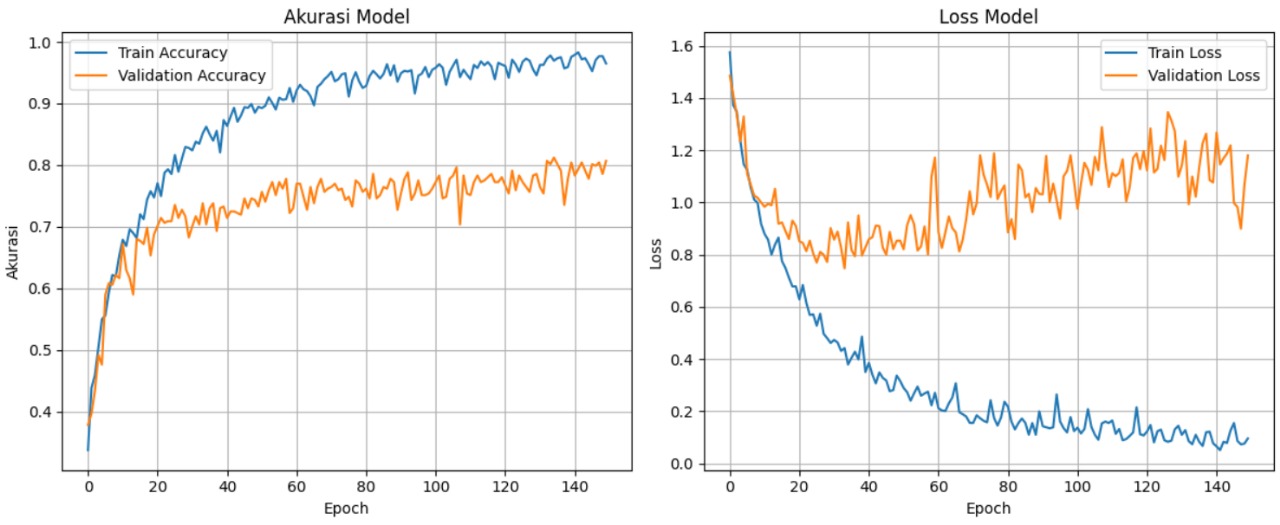 Akurasi Model
Train Accuracy
Validation Accuracy
1.0
0.9
0.8
0.7
0.6
0.5
0.4
Akurasi
0 20 40 60 80 100 120 140
Epoch
Loss Model
Train Loss
Validation Loss
1.6
1.4
1.2
1.0
0.8
0.6
0.4
0.2
0.0
Loss
0 20 40 60 80 100 120 140
Epoch